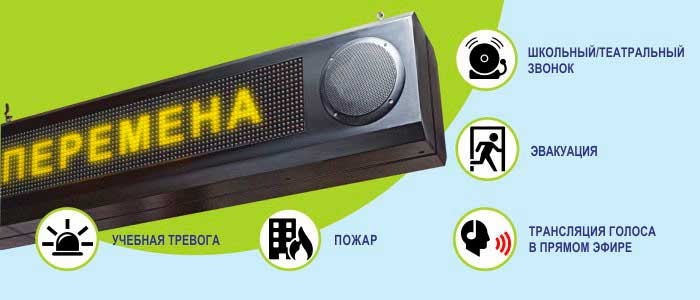 ШКОЛЬНЫЙ/ТЕАТРАЛЬНЫЙ
ЗВОНОК
ПЕРЕМЕНА
ЭВАКУАЦИЯ
УЧЕБНАЯ ТРЕВОГА
ПОЖАР
ТРАНСЛЯЦИЯ ГОЛОСА
В ПРЯМОМ ЭФИРЕ